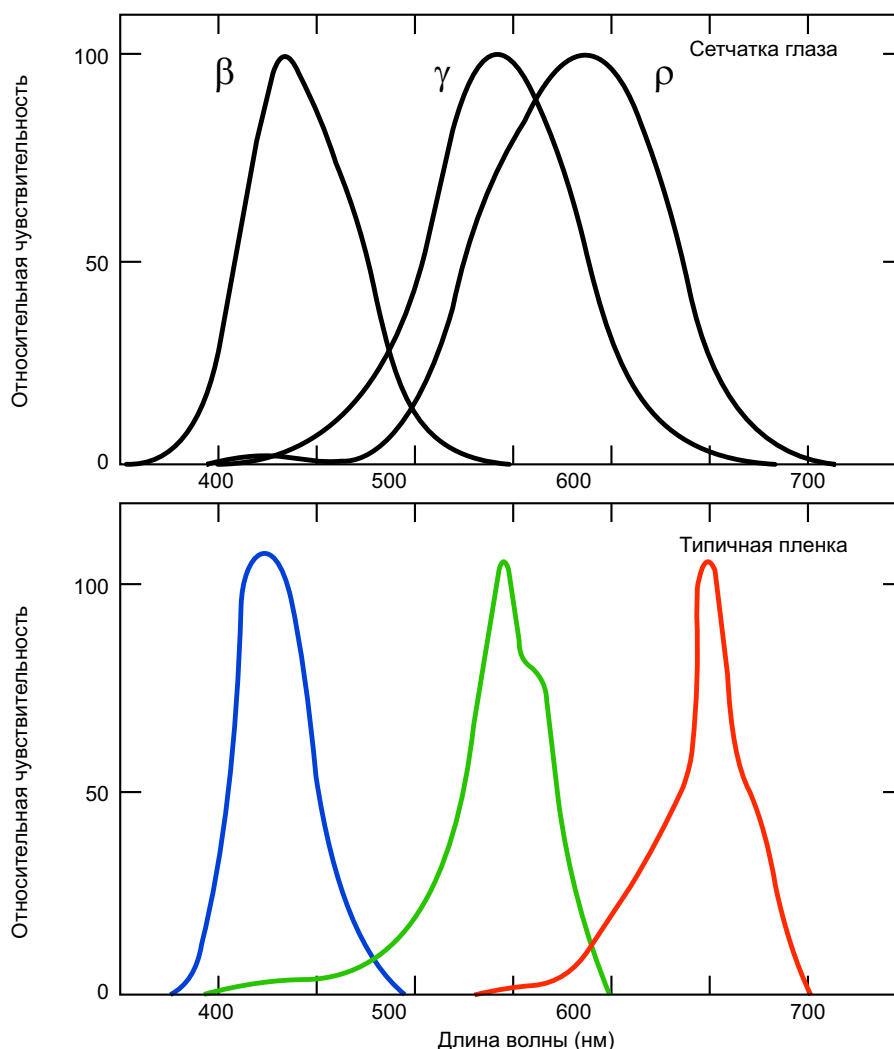 Относительная чувствительность
100
50
0
β
γ
ρ
Сетчатка глаза
400
500
600
700
Относительная чувствительность
100
50
0
Типичная пленка
400
500
600
700
Длина волны (нм)